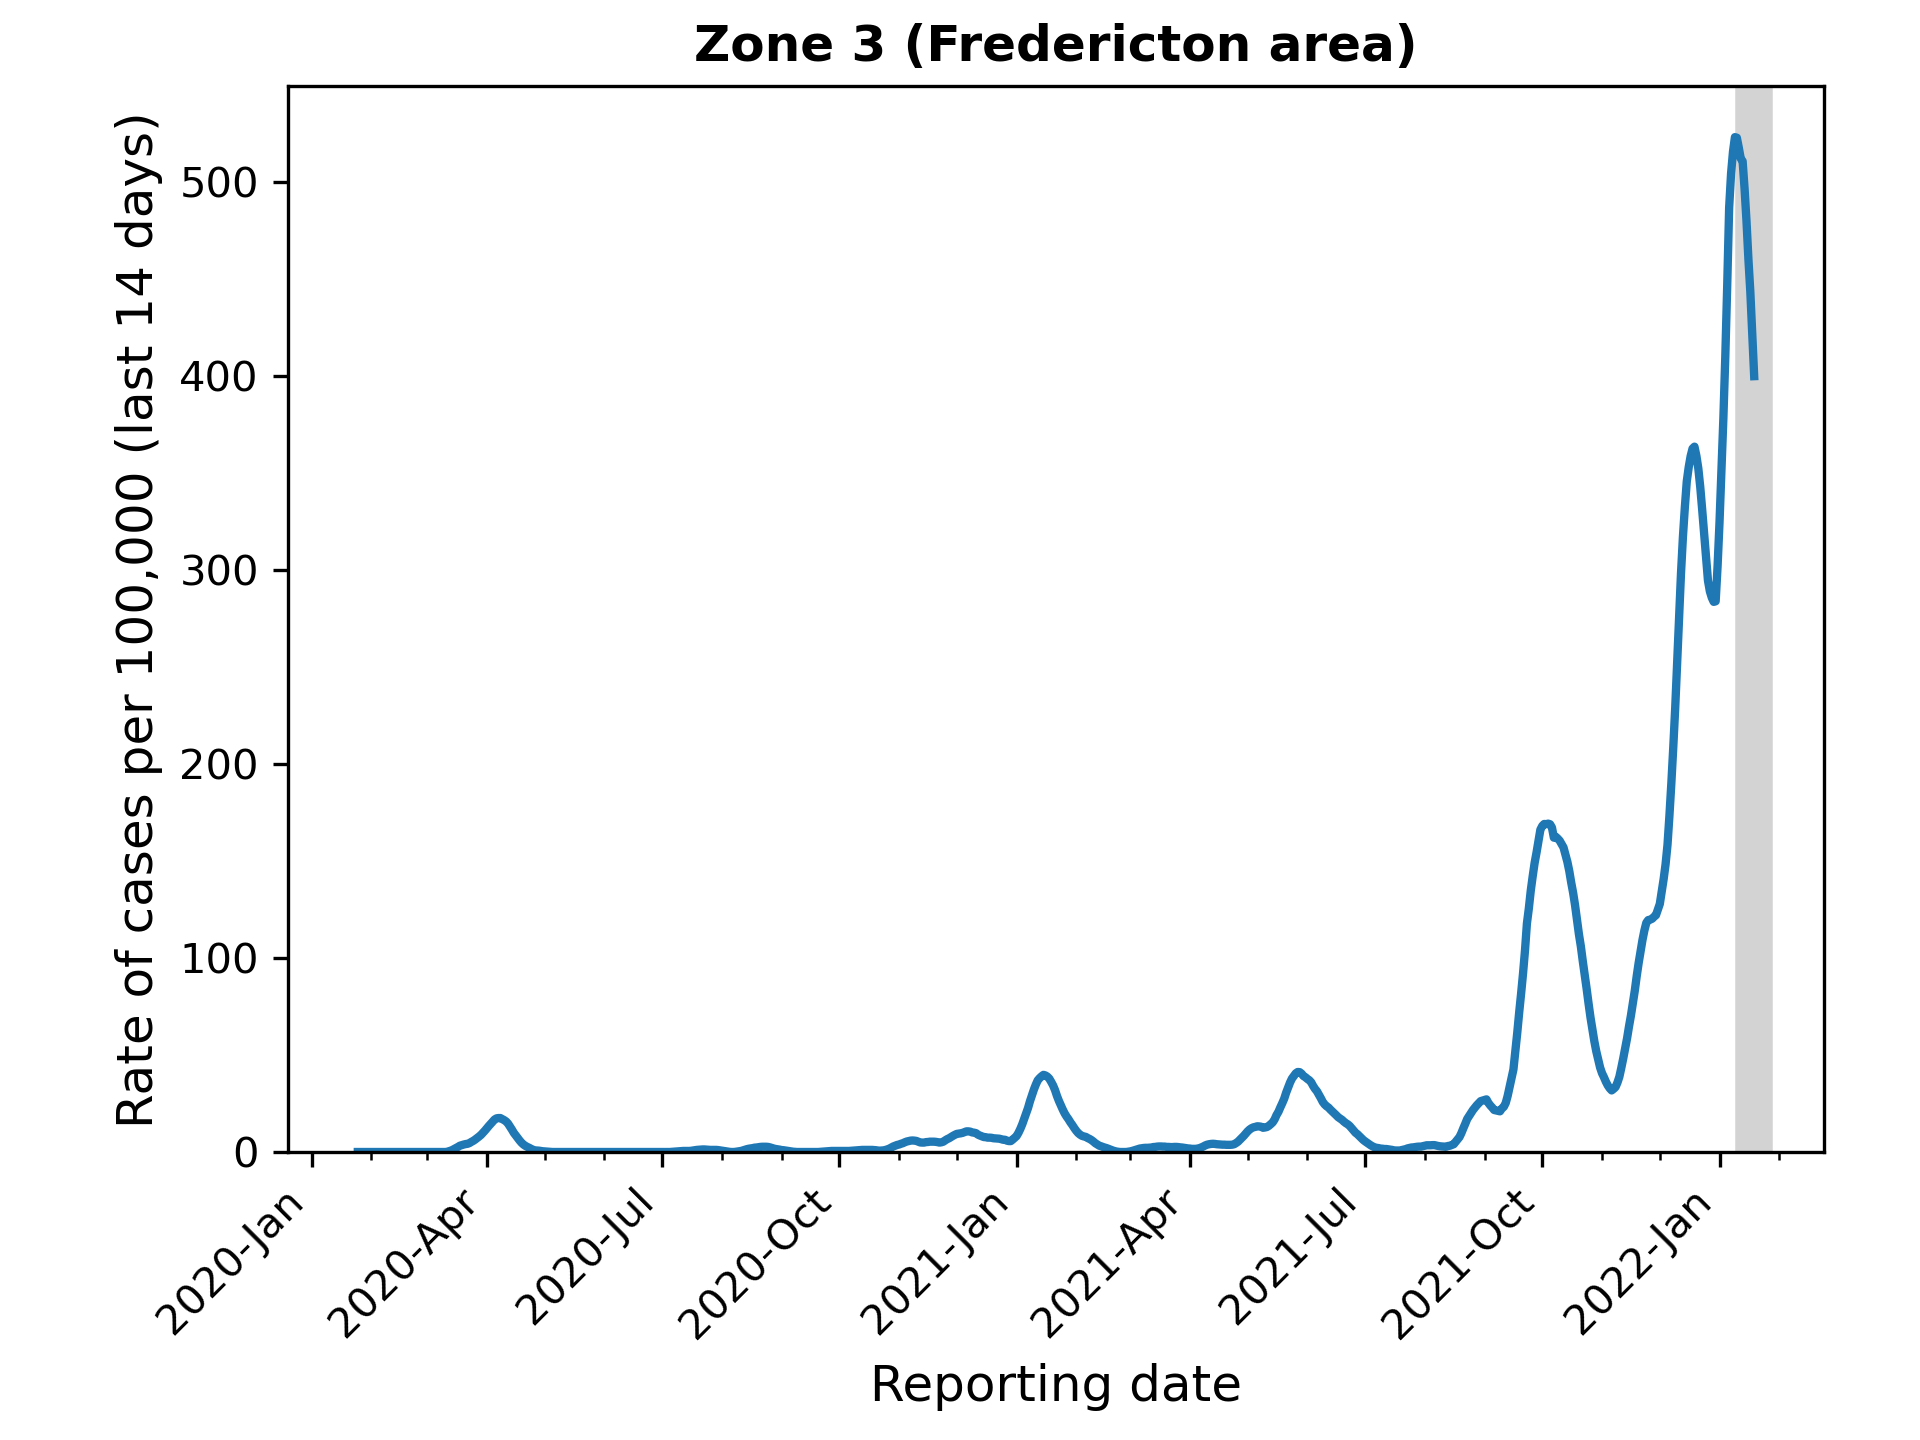 Zone 3 (Fredericton area)
Rate of cases per 100,000 (last 14 days)
500
400
300
200
100
0
2020-Jan
2020-Apr
2020-Jul
2020-Oct
2021-Jan
2021-Apr
2021-Jul
2021-Oct
2022-Jan
Reporting date